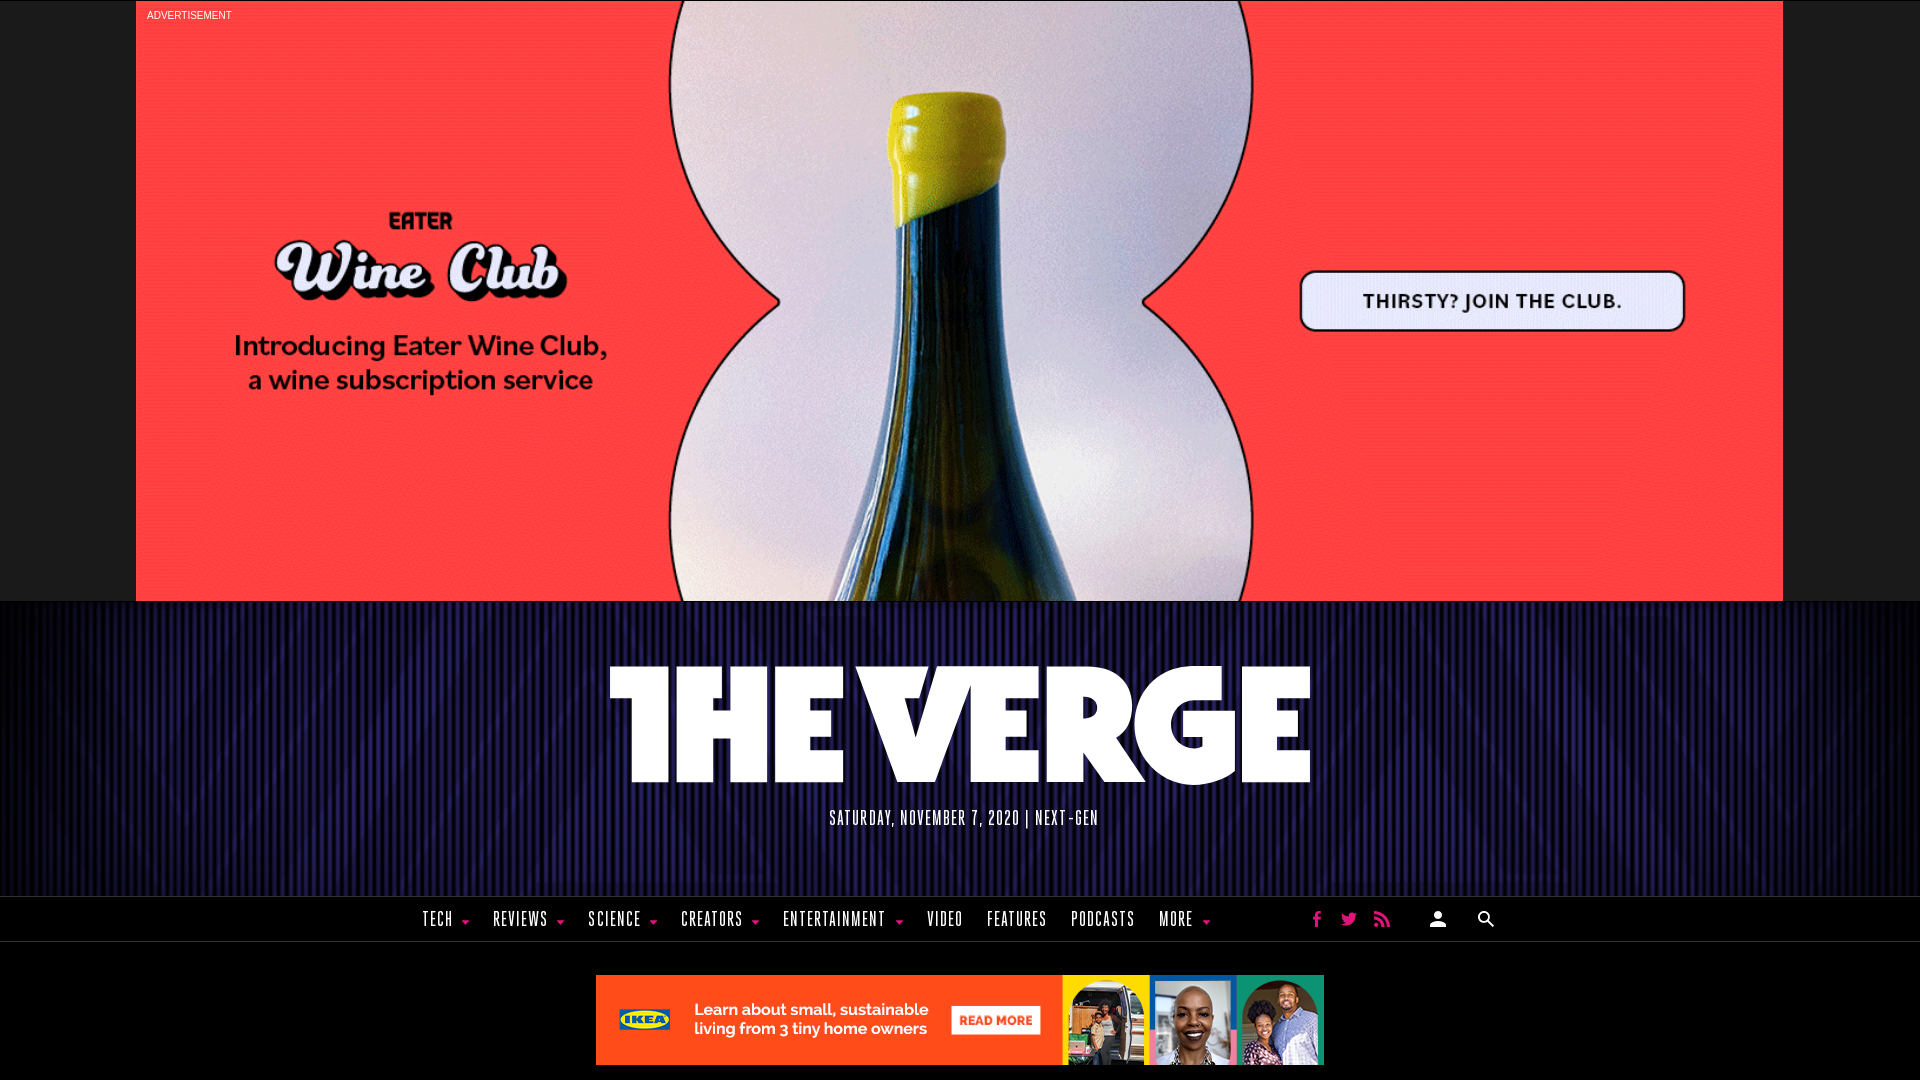 ADVERTISEMENT
EATER
Wine Club
Introducing Eater Wine Club,
a wine subscription service
THIRSTY? JOIN THE CLUB.
THE VERGE
SATURDAY, NOVEMBER 7, 2020 | NEXT-GEN
TECH REVIEWS SCIENCE CREATORS ENTERTAINMENT VIDEO FEATURES PODCASTS MORE
IKEA
Learn about small, sustainable
living from 3 tiny home owners
READ MORE